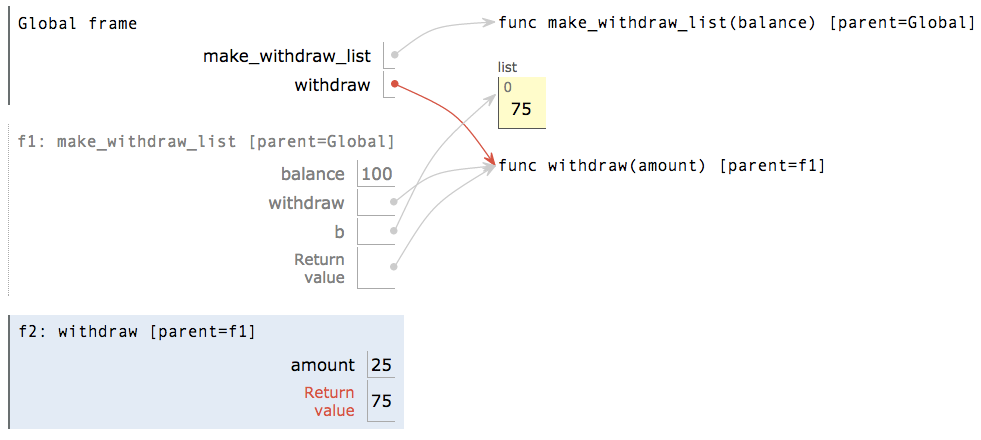 Global frame
make_withdraw_list
withdraw
func make_withdraw_list(balance) [parent=Global]
list
0
75
func withdraw(amount) [parent=f1]
f1: make_withdraw_list [parent=Global]
balance 100
withdraw
b
Return
value
f2: withdraw [parent=f1]
amount 25
Return
value 75